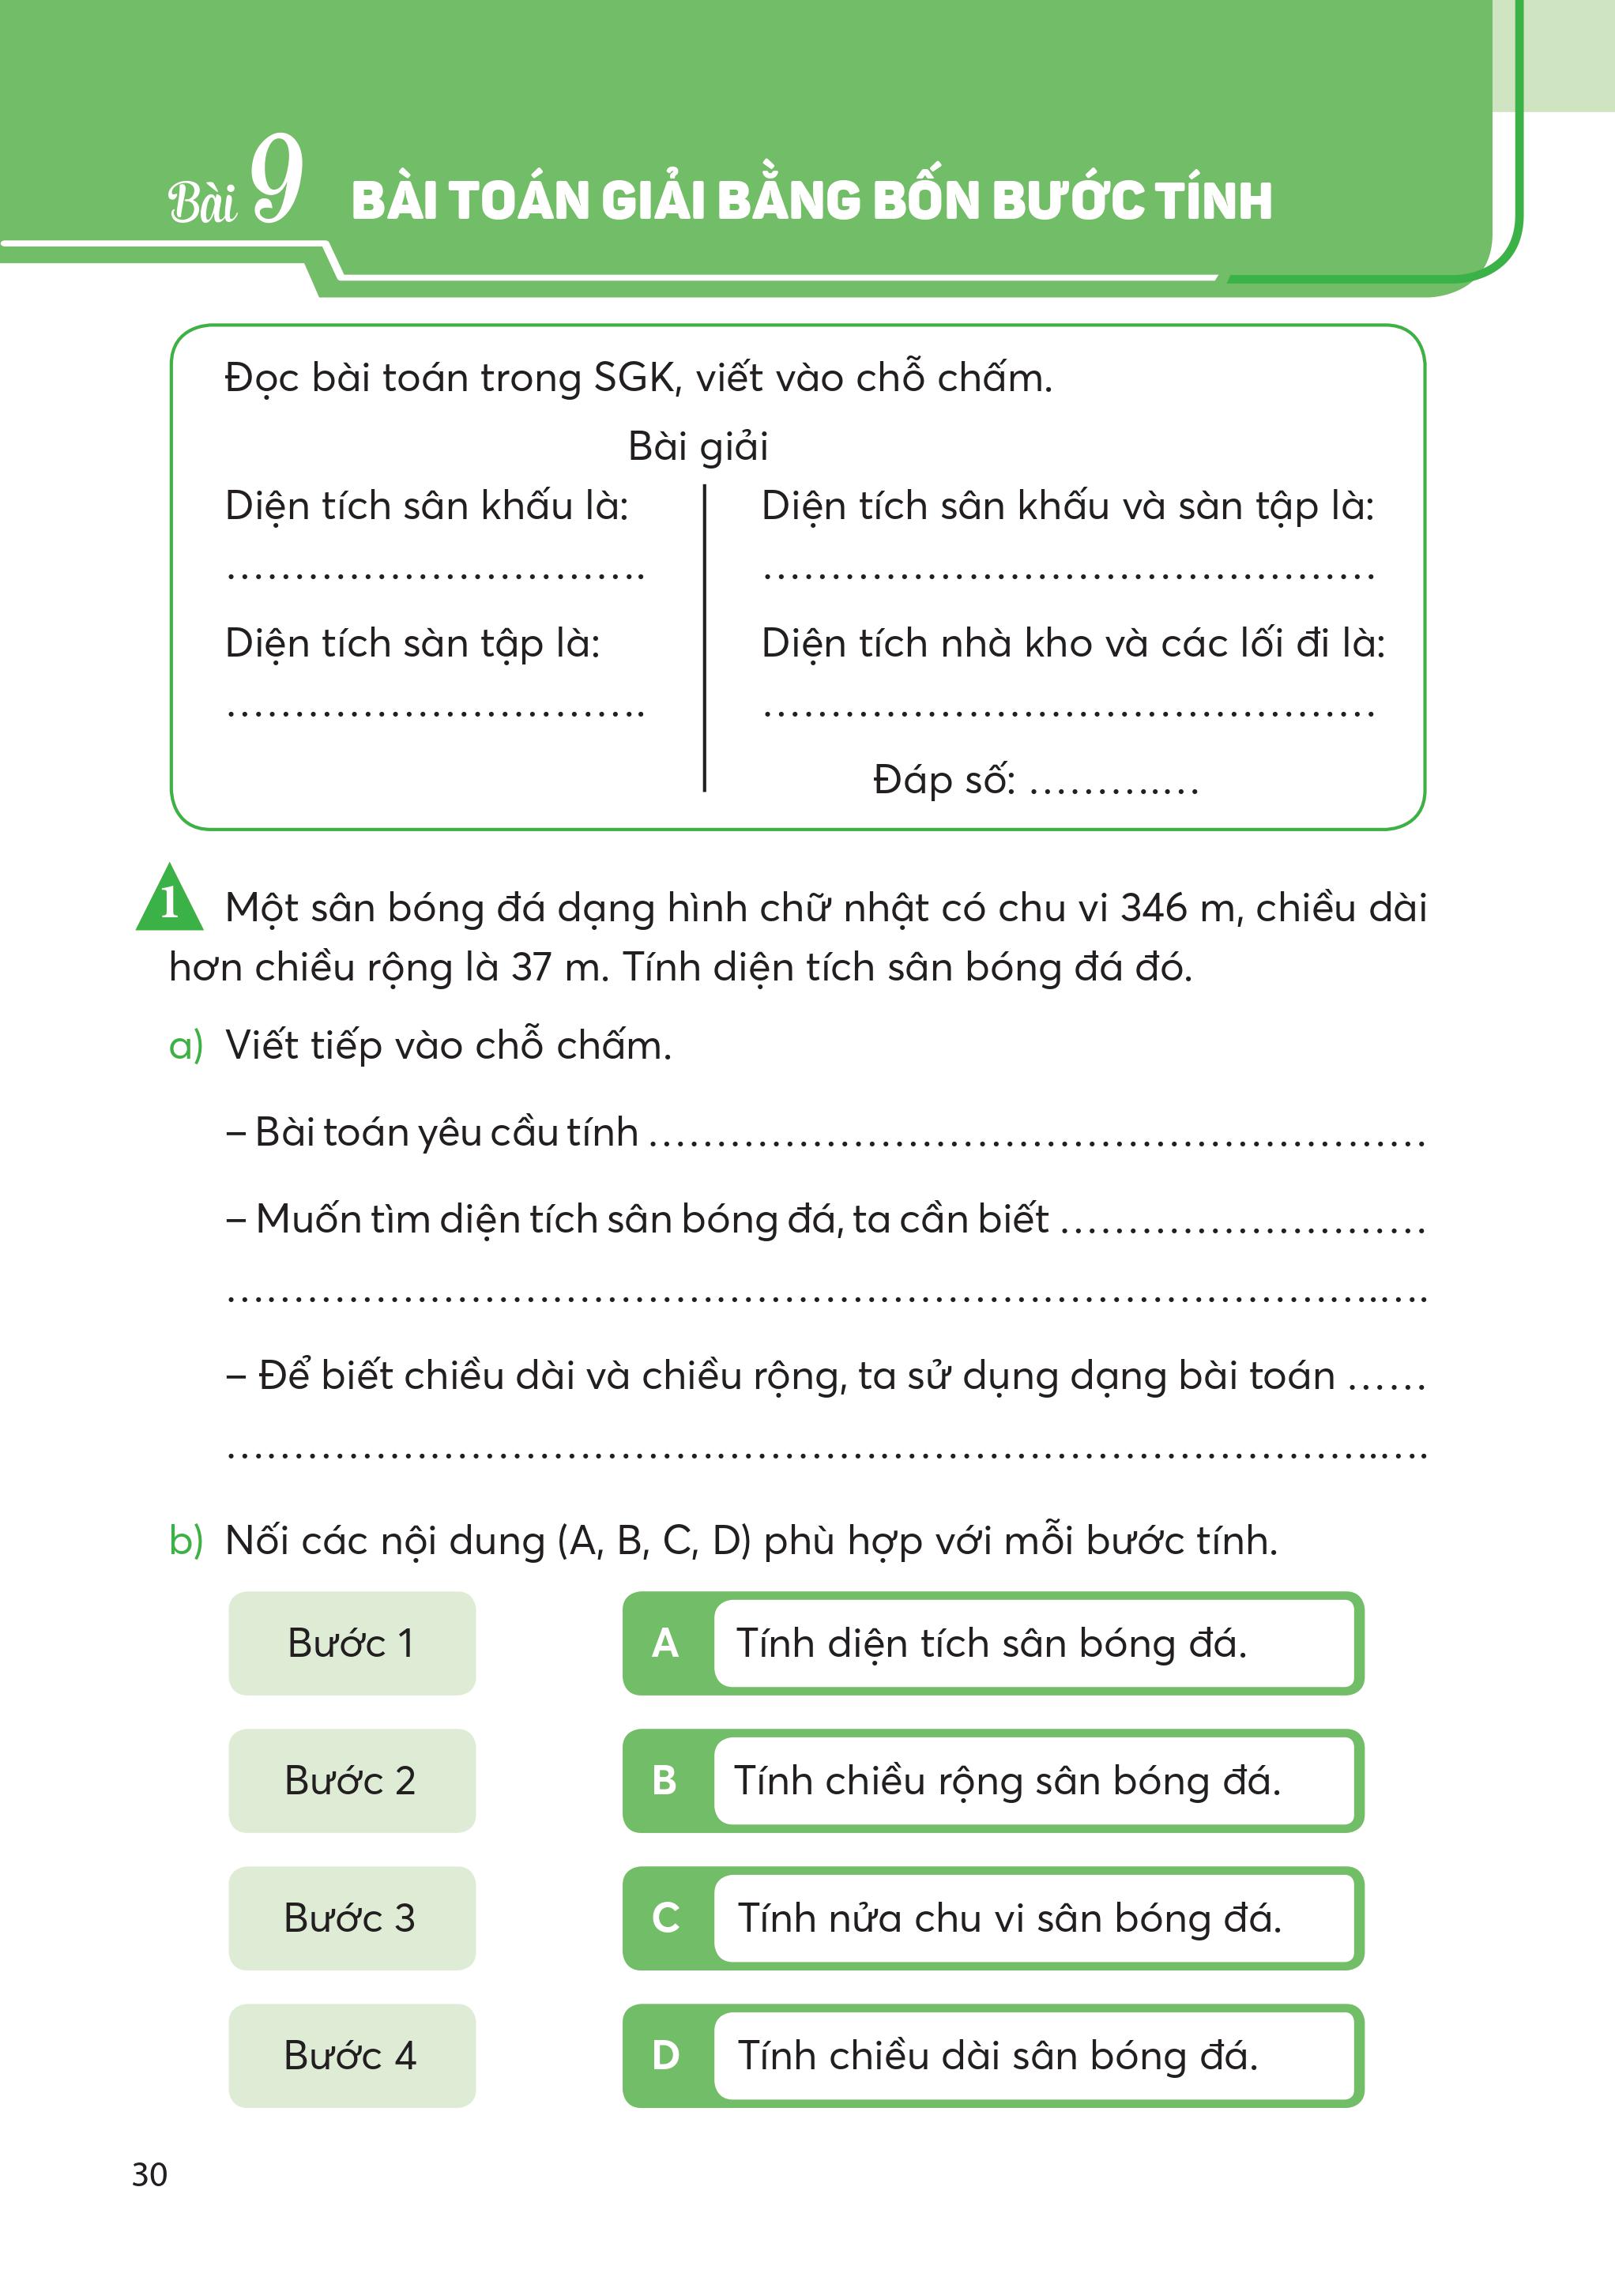 Bài 9 BÀI TOÁN GIẢI BẰNG BỐN BƯỚC TÍNH
Đọc bài toán trong SGK, viết vào chỗ chấm.
Bài giải
Diện tích sân khấu là:
................................
Diện tích sàn tập là:
................................
Diện tích sân khấu và sàn tập là:
................................................
Diện tích nhà kho và các lối đi là:
................................................
Đáp số: ..............
1 Một sân bóng đá dạng hình chữ nhật có chu vi 346 m, chiều dài
hơn chiều rộng là 37 m. Tính diện tích sân bóng đá đó.
a) Viết tiếp vào chỗ chấm.
– Bài toán yêu cầu tính ............................................................
– Muốn tìm diện tích sân bóng đá, ta cần biết ............................
............................................................................................
– Để biết chiều dài và chiều rộng, ta sử dụng dạng bài toán ......
............................................................................................
b) Nối các nội dung (A, B, C, D) phù hợp với mỗi bước tính.
Bước 1
A Tính diện tích sân bóng đá.
Bước 2
B Tính chiều rộng sân bóng đá.
Bước 3
C Tính nửa chu vi sân bóng đá.
Bước 4
D Tính chiều dài sân bóng đá.
30